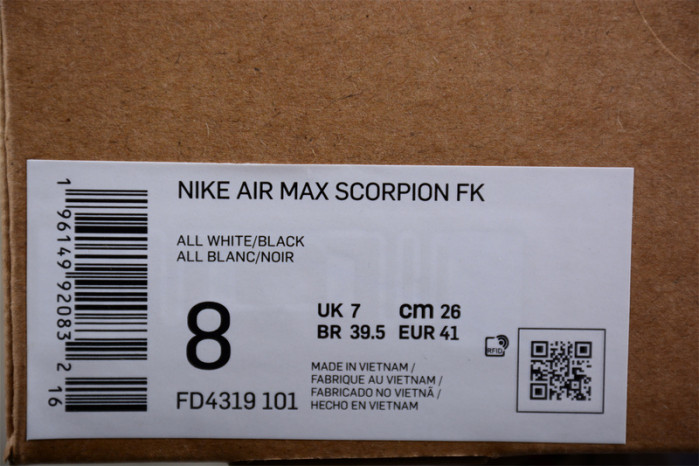 NIKE AIR MAX SCORPION FK
ALL WHITE/BLACK
ALL BLANC/NOIR
8
UK 7 cm 26
BR 39.5 EUR 41
FD4319 101
MADE IN VIETNAM /
FABRIQUE AU VIETNAM /
FABRICADO NO VIETNÃ /
HECHO EN VIETNAM
RFID
1 96149 92083 2 16